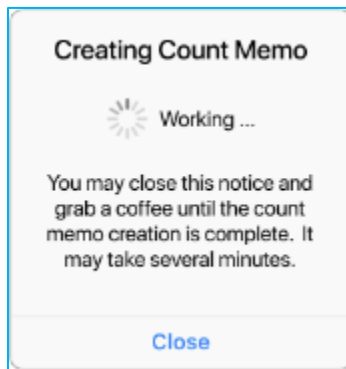 Creating Count Memo
Working ...
You may close this notice and
grab a coffee until the count
memo creation is complete.  It
may take several minutes.
Close